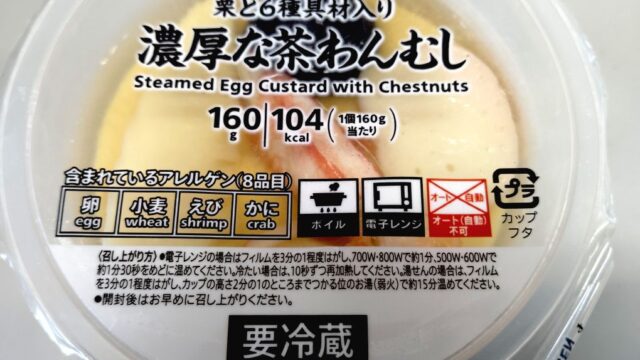 栗と6種具材入り
濃厚な茶わんむし
Steamed Egg Custard with Chestnuts
160g 104kcal (1個160g当たり)
含まれているアレルゲン(8品目)
卵 egg 小麦 wheat えび shrimp かに crab
ボイル 電子レンジ オート・自動 オート(自動)不可
プラ カップ フタ
〈召し上がり方〉●電子レンジの場合はフィルムを3分の1程度はがし、700W・800Wで約1分、500W・600Wで
約1分30秒をめどに温めてください。冷たい場合は、10秒ずつ再加熱してください。湯せんの場合は、フィルム
を3分の1程度はがし、カップの高さ2分の1のところまでつかる位のお湯(弱火)で約15分温めてください。
●開封後はお早めに召し上がりください。
要冷蔵